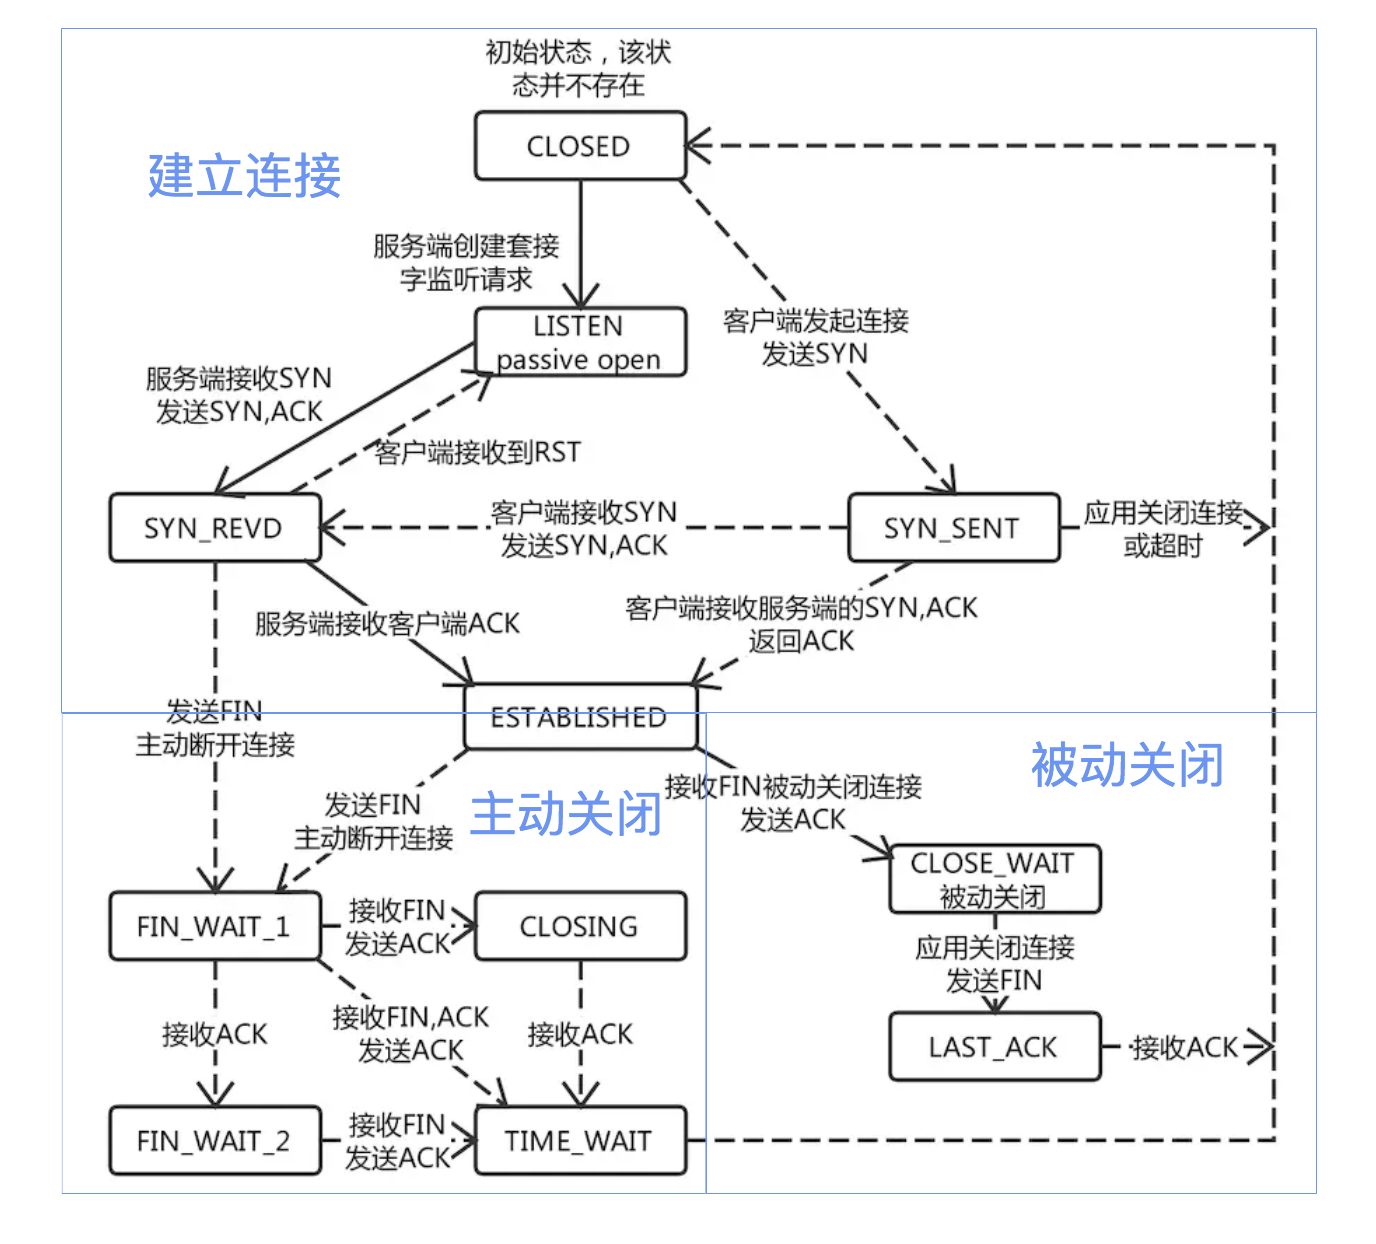 初始状态，该状
态并不存在
CLOSED
建立连接
服务端创建套接
字监听请求
LISTEN
passive open
客户端发起连接
发送SYN
服务端接收SYN
发送SYN,ACK
客户端接收到RST
SYN_REVD
客户端接收SYN
发送SYN,ACK
SYN_SENT
应用关闭连接
或超时
服务端接收客户端ACK
客户端接收服务端的SYN,ACK
返回ACK
发送FIN
主动断开连接
ESTABLISHED
被动关闭
发送FIN
主动断开连接
主动关闭
接收FIN被动关闭连接
发送ACK
CLOSE_WAIT
被动关闭
FIN_WAIT_1
接收FIN
发送ACK
CLOSING
应用关闭连接
发送FIN
接收ACK
接收FIN,ACK
发送ACK
接收ACK
LAST_ACK
接收ACK
FIN_WAIT_2
接收FIN
发送ACK
TIME_WAIT